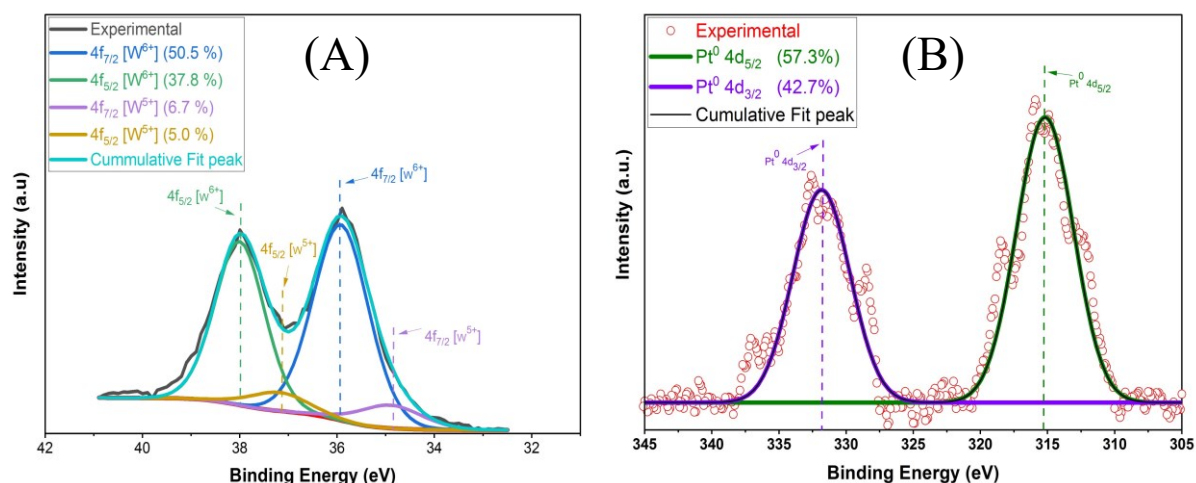 Experimental
4f7/2 [W6+] (50.5 %)
4f5/2 [W6+] (37.8 %)
4f7/2 [W5+] (6.7 %)
4f5/2 [W5+] (5.0 %)
Cummulative Fit peak
(A)
4f5/2 [w6+]
4f5/2 [w5+]
4f7/2 [w6+]
4f7/2 [w5+]
Intensity (a.u)
42 40 38 36 34 32
Binding Energy (eV)
Experimental
Pt0 4d5/2 (57.3%)
Pt0 4d3/2 (42.7%)
Cumulative Fit peak
(B)
Pt0 4d5/2
Pt0 4d3/2
Intensity (a.u.)
345 340 335 330 325 320 315 310 305
Binding Energy (eV)